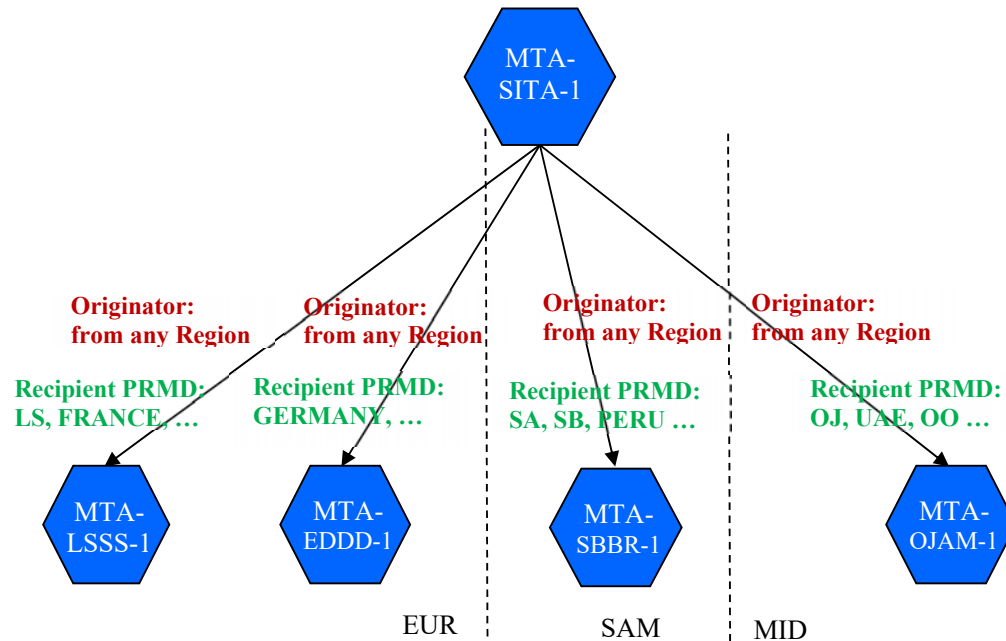 MTA-
SITA-1
Originator:
from any Region
Originator:
from any Region
Originator:
from any Region
Originator:
from any Region
Recipient PRMD:
LS, FRANCE, …
Recipient PRMD:
GERMANY, …
Recipient PRMD:
SA, SB, PERU …
Recipient PRMD:
OJ, UAE, OO …
MTA-
LSSS-1
MTA-
EDDD-1
MTA-
SBBR-1
MTA-
OJAM-1
EUR
SAM
MID